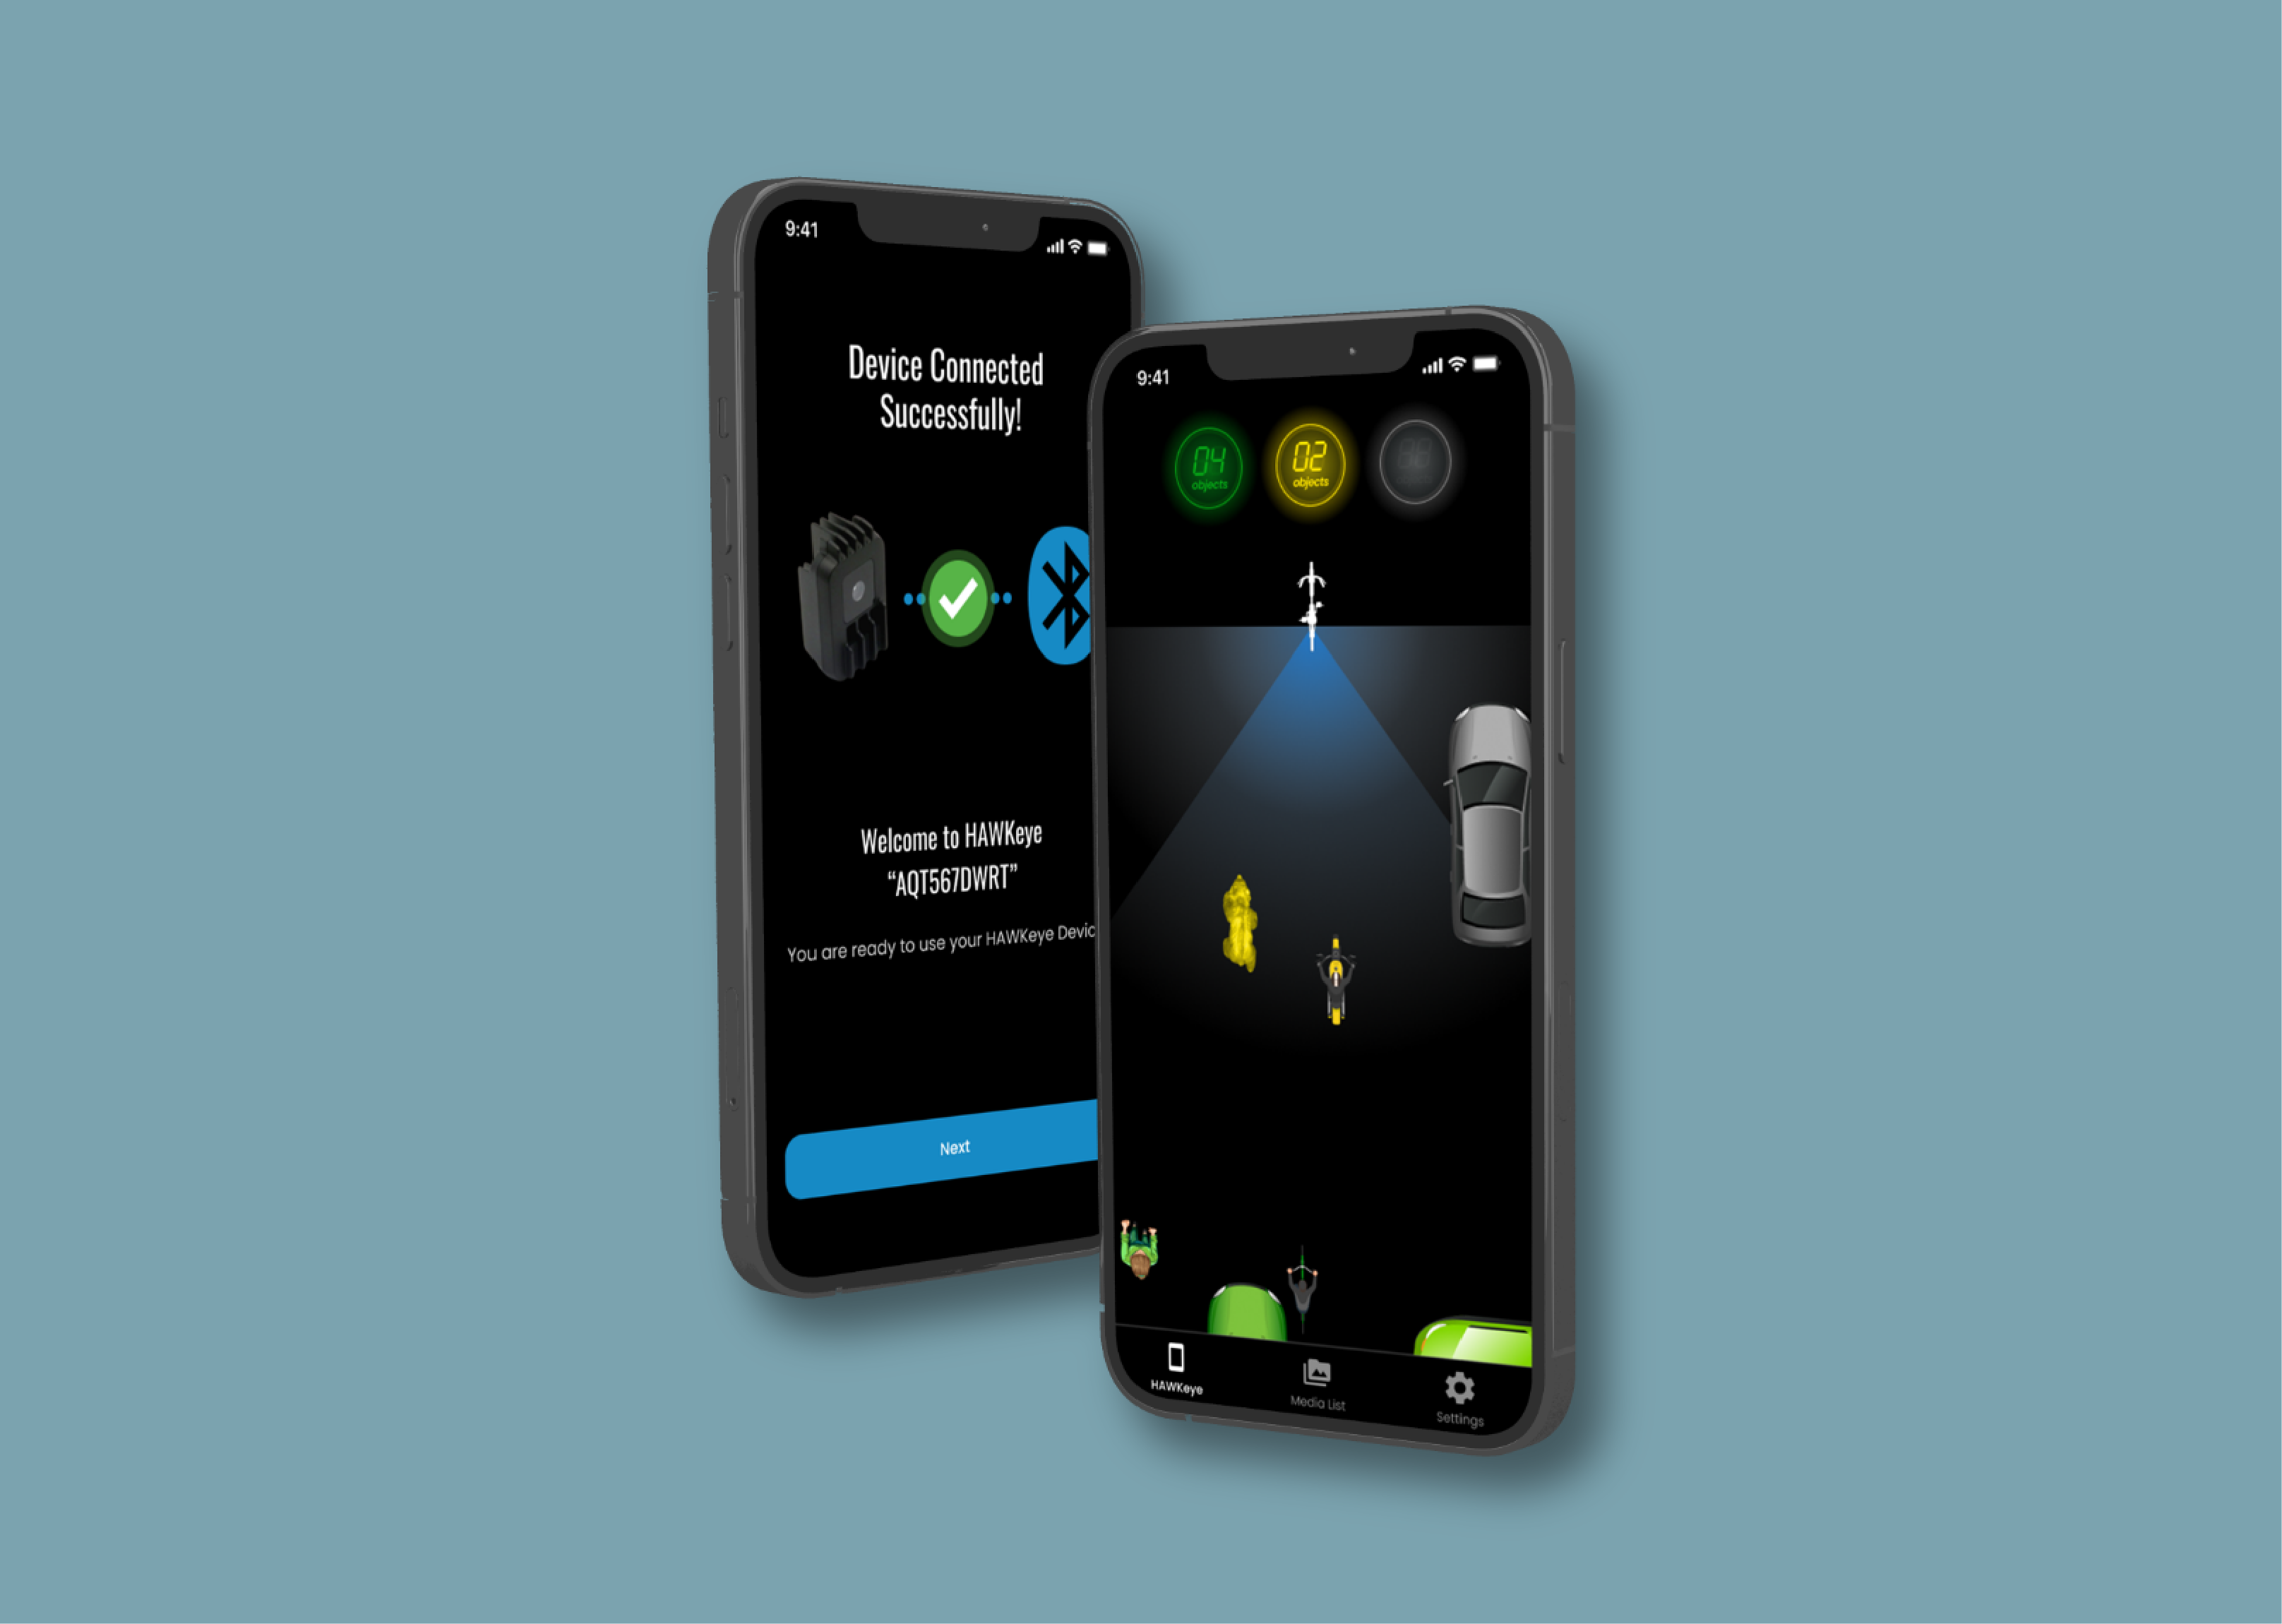 9:41
Device Connected
Successfully!
Welcome to HAWKeye
“AQT567DWRT”
You are ready to use your HAWKeye Devic
Next
9:41
04
objects
02
objects
HAWKeye
Media List
Settings